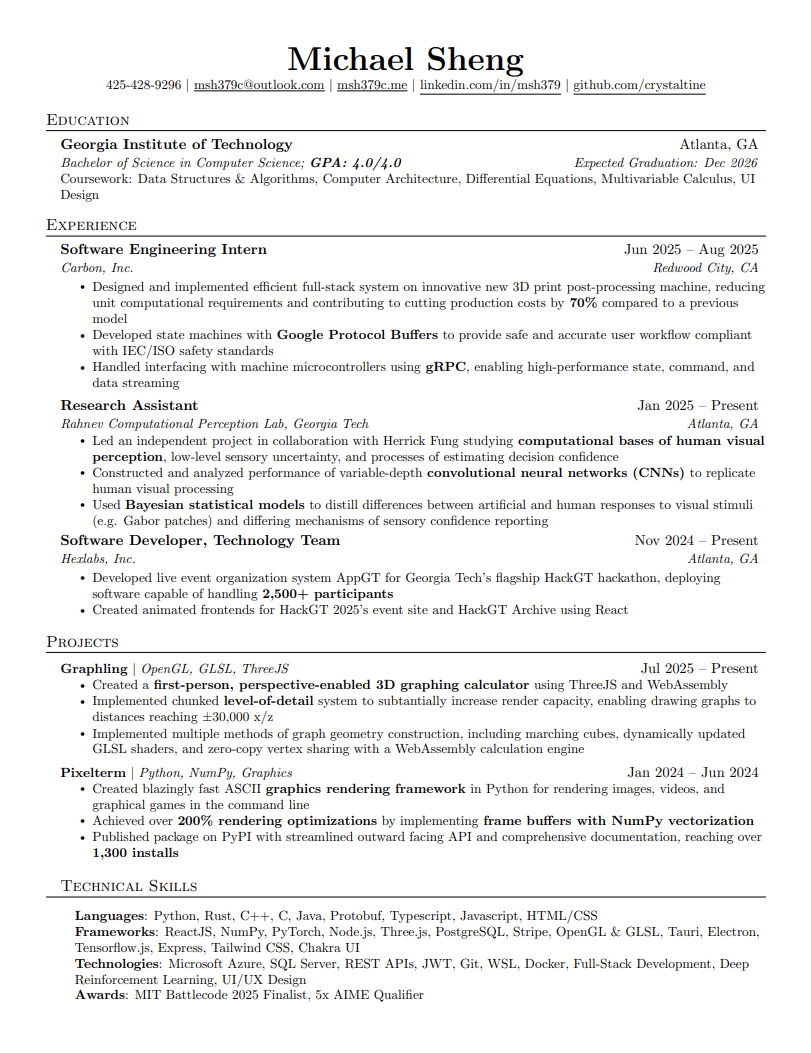 Michael Sheng
425-428-9296 | msh379c@outlook.com | msh379c.me | linkedin.com/in/msh379 | github.com/crystaltine
Education
Georgia Institute of Technology Atlanta, GA
Bachelor of Science in Computer Science; GPA: 4.0/4.0 Expected Graduation: Dec 2026
Coursework: Data Structures & Algorithms, Computer Architecture, Differential Equations, Multivariable Calculus, UI
Design
Experience
Software Engineering Intern Jun 2025 – Aug 2025
Carbon, Inc. Redwood City, CA
• Designed and implemented efficient full-stack system on innovative new 3D print post-processing machine, reducing
unit computational requirements and contributing to cutting production costs by 70% compared to a previous
model
• Developed state machines with Google Protocol Buffers to provide safe and accurate user workflow compliant
with IEC/ISO safety standards
• Handled interfacing with machine microcontrollers using gRPC, enabling high-performance state, command, and
data streaming
Research Assistant Jan 2025 – Present
Rahnev Computational Perception Lab, Georgia Tech Atlanta, GA
• Led an independent project in collaboration with Herrick Fung studying computational bases of human visual
perception, low-level sensory uncertainty, and processes of estimating decision confidence
• Constructed and analyzed performance of variable-depth convolutional neural networks (CNNs) to replicate
human visual processing
• Used Bayesian statistical models to distill differences between artificial and human responses to visual stimuli
(e.g. Gabor patches) and differing mechanisms of sensory confidence reporting
Software Developer, Technology Team Nov 2024 – Present
Hexlabs, Inc. Atlanta, GA
• Developed live event organization system AppGT for Georgia Tech's flagship HackGT hackathon, deploying
software capable of handling 2,500+ participants
• Created animated frontends for HackGT 2025's event site and HackGT Archive using React
Projects
Graphling | OpenGL, GLSL, ThreeJS Jul 2025 – Present
• Created a first-person, perspective-enabled 3D graphing calculator using ThreeJS and WebAssembly
• Implemented chunked level-of-detail system to subtantially increase render capacity, enabling drawing graphs to
distances reaching ±30,000 x/z
• Implemented multiple methods of graph geometry construction, including marching cubes, dynamically updated
GLSL shaders, and zero-copy vertex sharing with a WebAssembly calculation engine
Pixelterm | Python, NumPy, Graphics Jan 2024 – Jun 2024
• Created blazingly fast ASCII graphics rendering framework in Python for rendering images, videos, and
graphical games in the command line
• Achieved over 200% rendering optimizations by implementing frame buffers with NumPy vectorization
• Published package on PyPI with streamlined outward facing API and comprehensive documentation, reaching over
1,300 installs
Technical Skills
Languages: Python, Rust, C++, C, Java, Protobuf, Typescript, Javascript, HTML/CSS
Frameworks: ReactJS, NumPy, PyTorch, Node.js, Three.js, PostgreSQL, Stripe, OpenGL & GLSL, Tauri, Electron,
Tensorflow.js, Express, Tailwind CSS, Chakra UI
Technologies: Microsoft Azure, SQL Server, REST APIs, JWT, Git, WSL, Docker, Full-Stack Development, Deep
Reinforcement Learning, UI/UX Design
Awards: MIT Battlecode 2025 Finalist, 5x AIME Qualifier